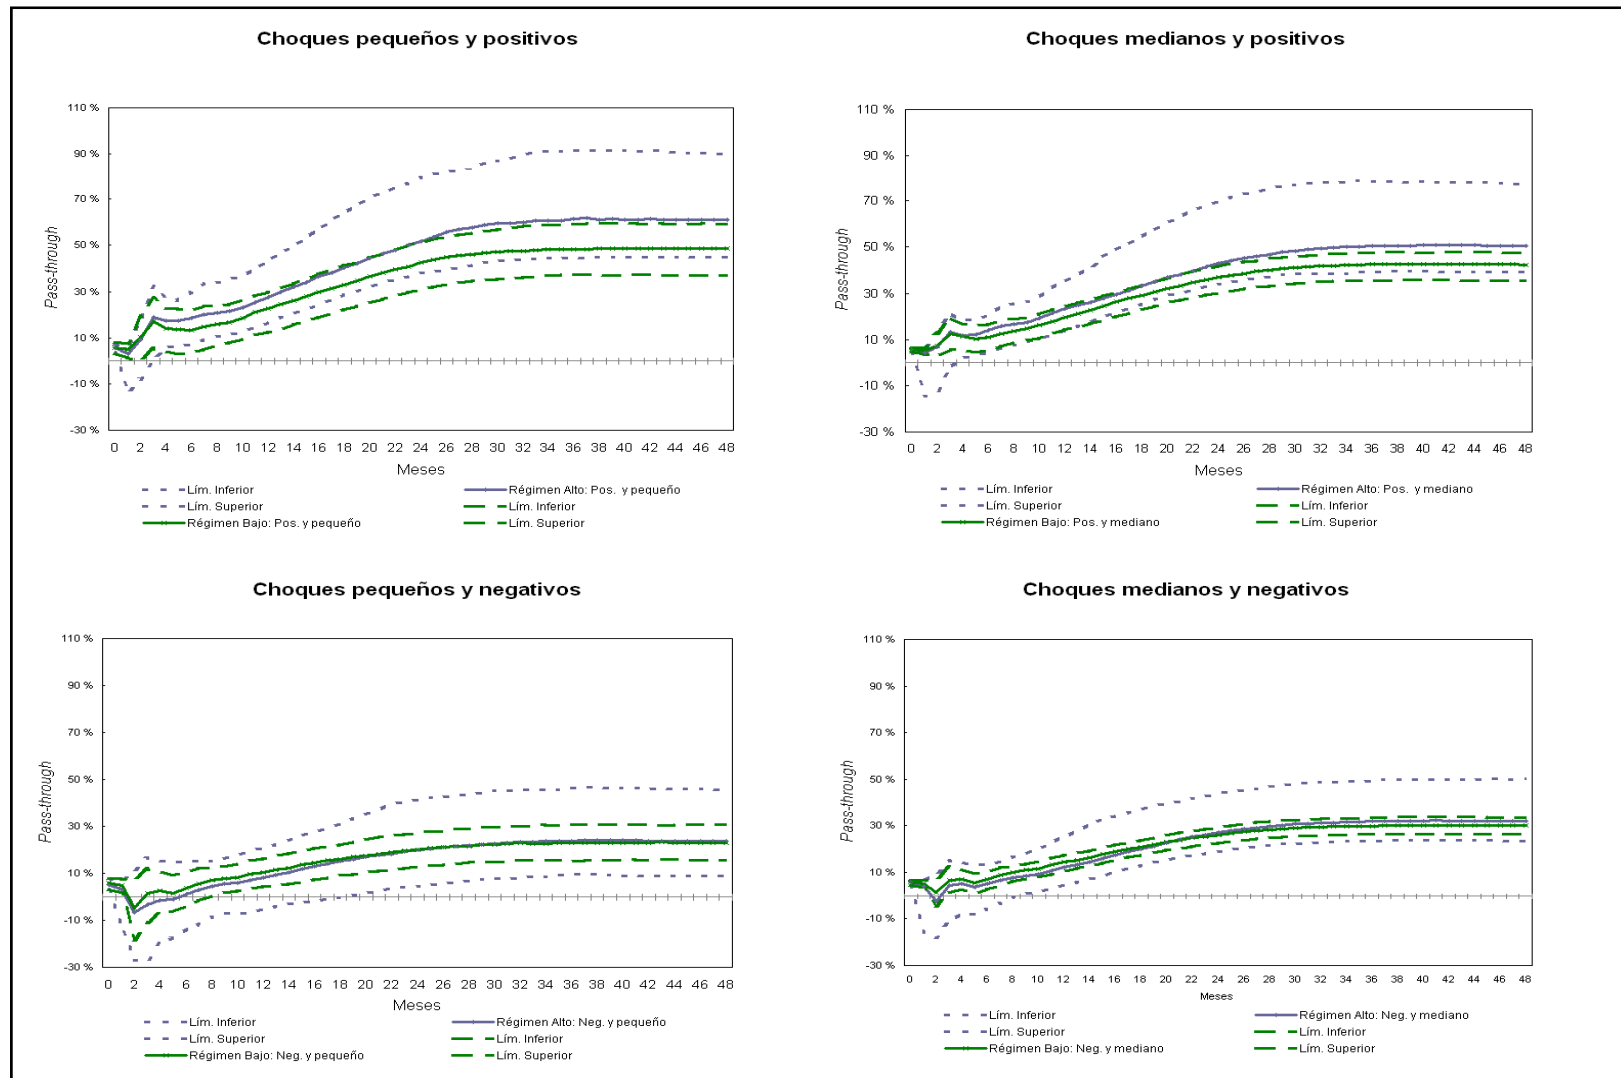 Choques pequeños y positivos
110 %
90 %
70 %
50 %
30 %
10 %
-10 %
-30 %
Pass-through
0 2 4 6 8 10 12 14 16 18 20 22 24 26 28 30 32 34 36 38 40 42 44 46 48
Meses
Lím. Inferior
Régimen Alto: Pos. y pequeño
Lím. Superior
Lím. Inferior
Régimen Bajo: Pos. y pequeño
Lím. Superior
Choques medianos y positivos
110 %
90 %
70 %
50 %
30 %
10 %
-10 %
-30 %
Pass-through
0 2 4 6 8 10 12 14 16 18 20 22 24 26 28 30 32 34 36 38 40 42 44 46 48
Meses
Lím. Inferior
Régimen Alto: Pos. y mediano
Lím. Superior
Lím. Inferior
Régimen Bajo: Pos. y mediano
Lím. Superior
Choques pequeños y negativos
110 %
90 %
70 %
50 %
30 %
10 %
-10 %
-30 %
Pass-through
0 2 4 6 8 10 12 14 16 18 20 22 24 26 28 30 32 34 36 38 40 42 44 46 48
Meses
Lím. Inferior
Régimen Alto: Neg. y pequeño
Lím. Superior
Lím. Inferior
Régimen Bajo: Neg. y pequeño
Lím. Superior
Choques medianos y negativos
110 %
90 %
70 %
50 %
30 %
10 %
-10 %
-30 %
Pass-through
0 2 4 6 8 10 12 14 16 18 20 22 24 26 28 30 32 34 36 38 40 42 44 46 48
Meses
Lím. Inferior
Régimen Alto: Neg. y mediano
Lím. Superior
Lím. Inferior
Régimen Bajo: Neg. y mediano
Lím. Superior